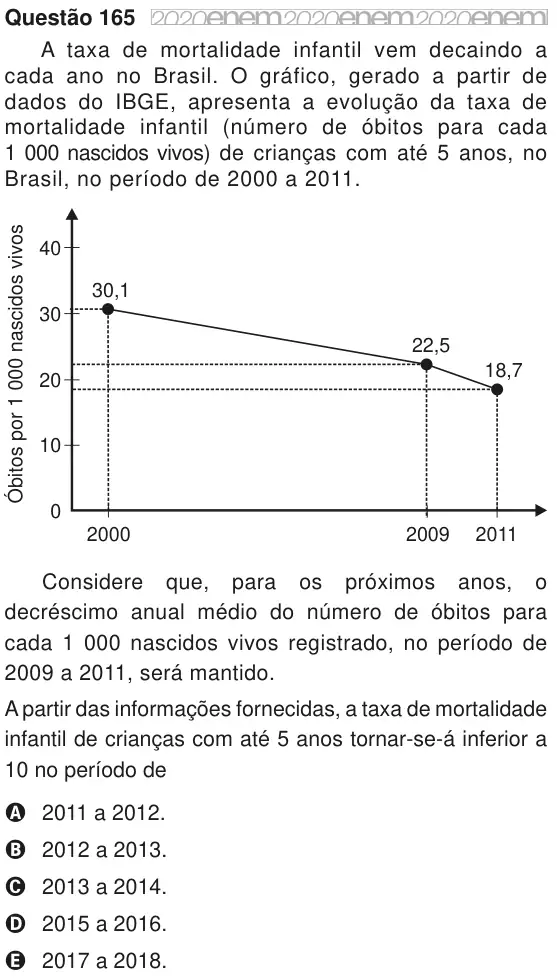 Questão 165 2020enem2020enem2020enem
A taxa de mortalidade infantil vem decaindo a
cada ano no Brasil. O gráfico, gerado a partir de
dados do IBGE, apresenta a evolução da taxa de
mortalidade infantil (número de óbitos para cada
1 000 nascidos vivos) de crianças com até 5 anos, no
Brasil, no período de 2000 a 2011.
Óbitos por 1 000 nascidos vivos
40
30
20
10
0
30,1
22,5
18,7
2000 2009 2011
Considere que, para os próximos anos, o
decréscimo anual médio do número de óbitos para
cada 1 000 nascidos vivos registrado, no período de
2009 a 2011, será mantido.
A partir das informações fornecidas, a taxa de mortalidade
infantil de crianças com até 5 anos tornar-se-á inferior a
10 no período de
A 2011 a 2012.
B 2012 a 2013.
C 2013 a 2014.
D 2015 a 2016.
E 2017 a 2018.